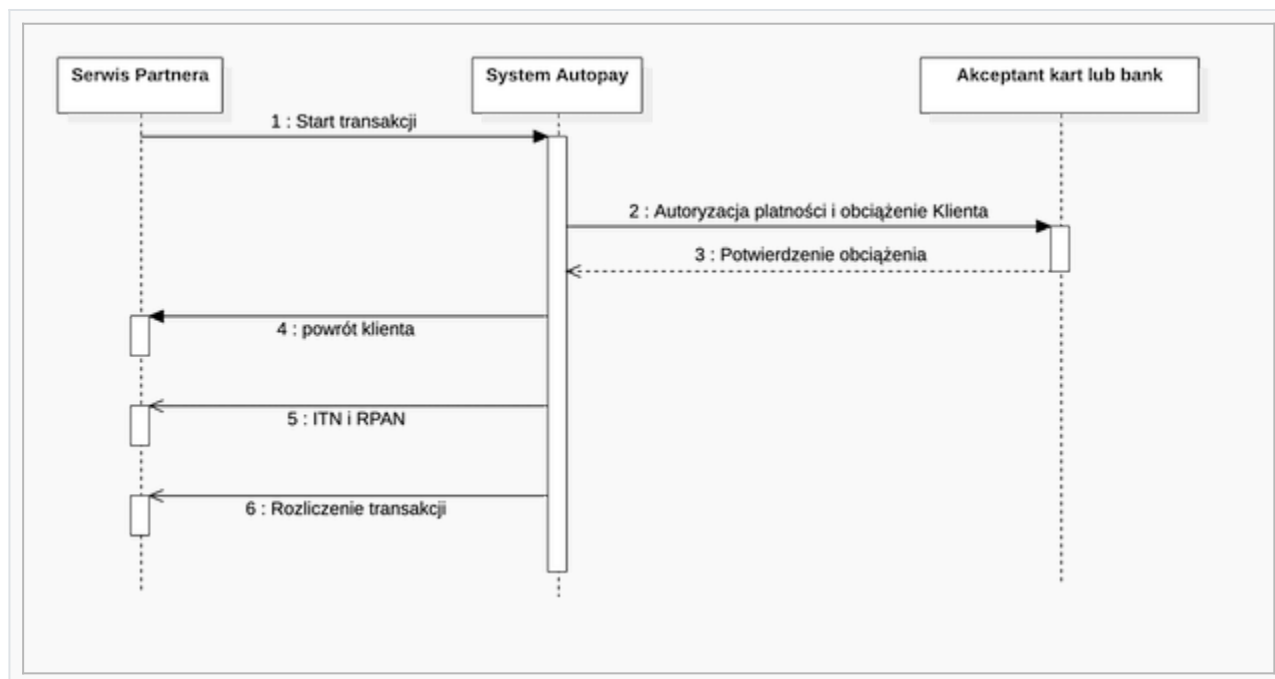 Serwis Partnera
System Autopay
Akceptant kart lub bank
1 : Start transakcji
2 : Autoryzacja płatności i obciążenie Klienta
3 : Potwierdzenie obciążenia
4 : powrót klienta
5 : ITN i RPAN
6 : Rozliczenie transakcji